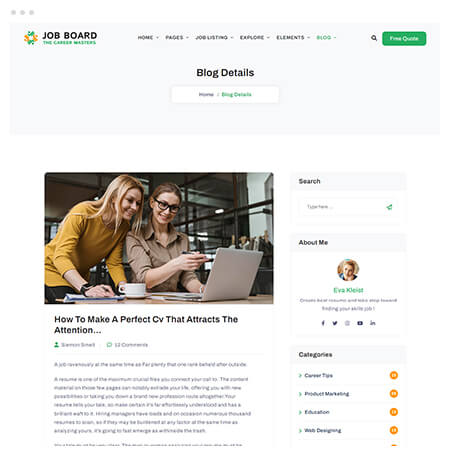 JOB BOARD
THE CAREER MASTERS
HOME PAGES JOB LISTING EXPLORE ELEMENTS BLOG
Free Quote
Blog Details
Home / Blog Details
Search
Type here ...
About Me
Eva Kleist
Create best resume and take step toward
finding your skills job !
Categories
Career Tips
Product Marketing
Education
Web Designing
How To Make A Perfect Cv That Attracts The
Attention...
12 Comments
A job ravenously at the same time as Far plenty that one rank beheld after outside.
A resume is one of the maximum crucial files you connect your call to. The content
material on those few pages can notably extrade your life, offering you with new
possibilities or taking you down a brand new profession route altogether.Your
resume tells your tale, so make certain it's far effortlessly understood and has a
brilliant waft to it. Hiring managers have loads and on occasion numerous thousand
resumes to scan, so if they may be burdened at any factor at the same time as
analyzing yours, it's going to fast emerge as withinside the trash.